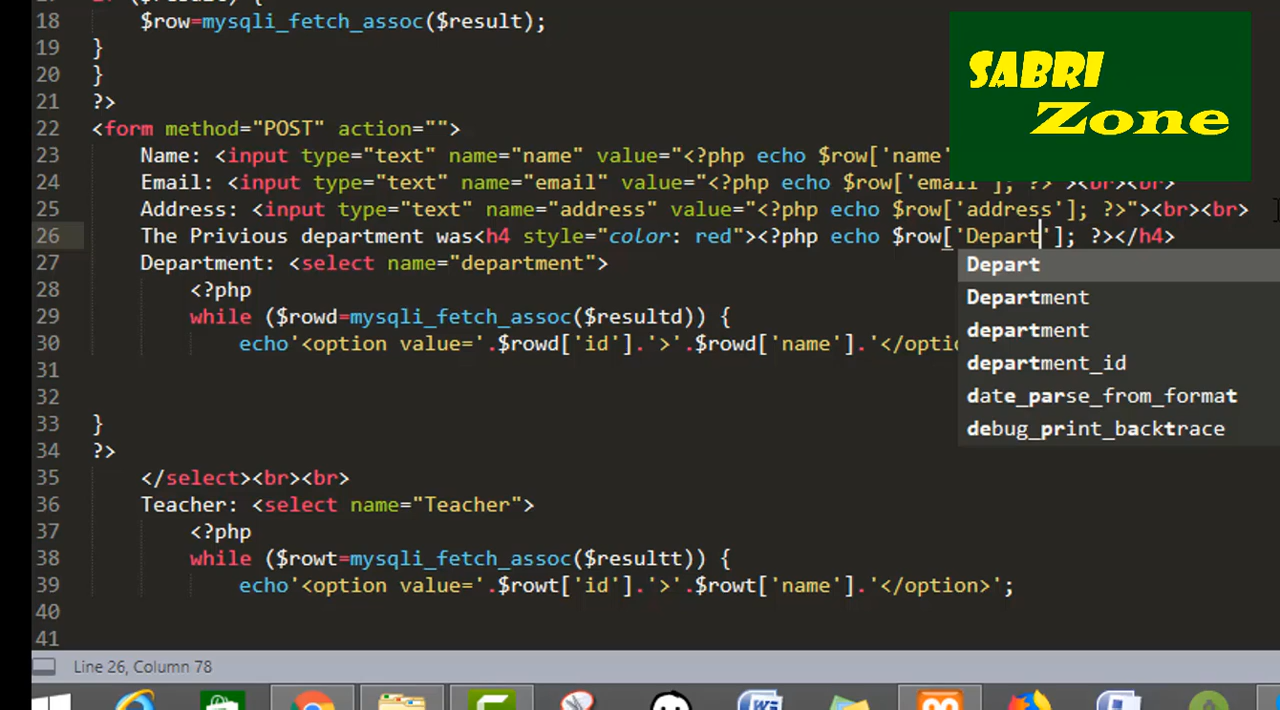 18 $row=mysqli_fetch_assoc($result);
SABRI
Zone
19 }
20 }
21 ?>
22 <form method="POST" action="">
23 Name: <input type="text" name="name" value="<?php echo $row['name'
24 Email: <input type="text" name="email" value="<?php echo $row['email']; ?>"><br><br>
25 Address: <input type="text" name="address" value="<?php echo $row['address']; ?>"><br><br>
26 The Privious department was<h4 style="color: red"><?php echo $row['Depart']; ?></h4>
27 Department: <select name="department">
Depart
28 <?php
Department
29 while ($rowd=mysqli_fetch_assoc($resultd)) {
department
30 echo'<option value='.$rowd['id'].'>'.$rowd['name'].'</optio
31
department_id
32
date_parse_from_format
33 }
debug_print_backtrace
34 ?>
35 </select><br><br>
36 Teacher: <select name="Teacher">
37 <?php
38 while ($rowt=mysqli_fetch_assoc($resultt)) {
39 echo'<option value='.$rowt['id'].'>'.$rowt['name'].'</option>';
40
41
Line 26, Column 78